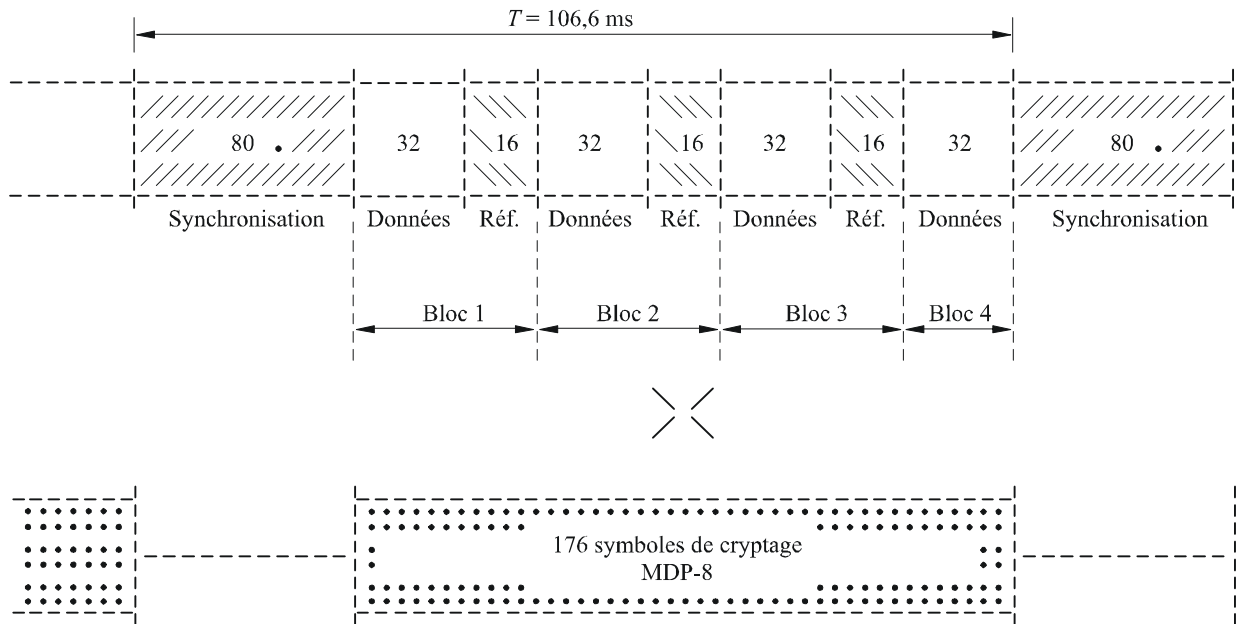 T = 106,6 ms
80 32 16 32 16 32 16 32 80
Synchronisation Données Réf. Données Réf. Données Réf. Données Synchronisation
Bloc 1 Bloc 2 Bloc 3 Bloc 4
176 symboles de cryptage
MDP-8